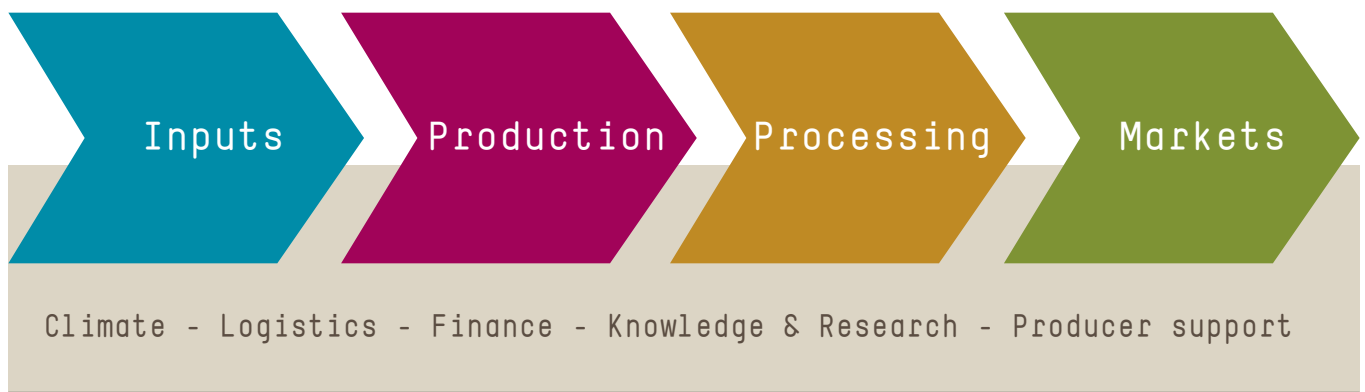 Inputs Production Processing Markets
Climate - Logistics - Finance - Knowledge & Research - Producer support